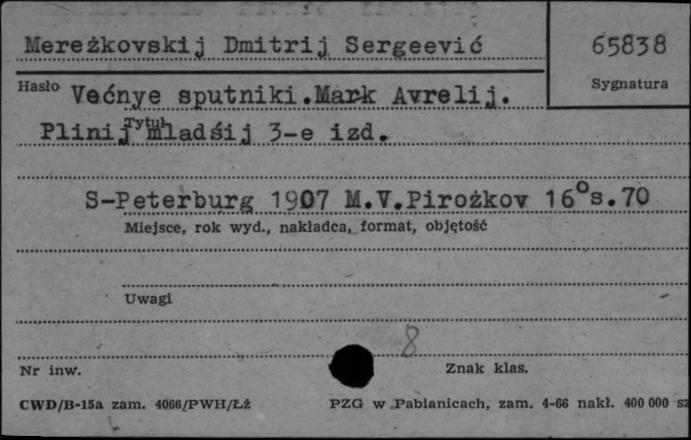 Mereżkovskij Dmitrij Sergeević
65838
Hasło
Sygnatura
Većnye sputniki.Mark Avrelij.
Tytuł
Plinij mladśij 3-e izd.
S-Peterburg 1907 M.V.Pirożkov 16° s.70
Miejsce, rok wyd., nakładca, format, objętość
Uwagi
8
Nr inw.
Znak klas.
CWD/B-15a zam. 4066/PWH/Łź
PZG w Pabianicach, zam. 4-66 nakł. 400 000 sz